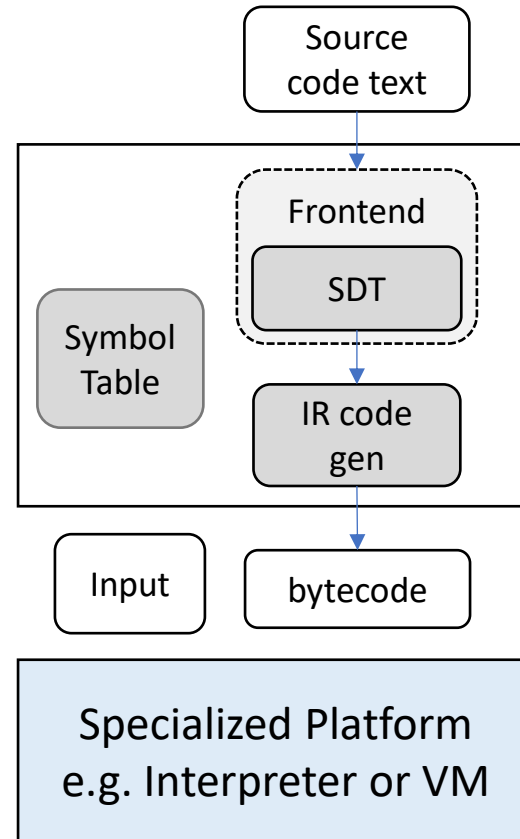 Source
code text
Frontend
SDT
Symbol
Table
IR code
gen
Input
bytecode
Specialized Platform
e.g. Interpreter or VM